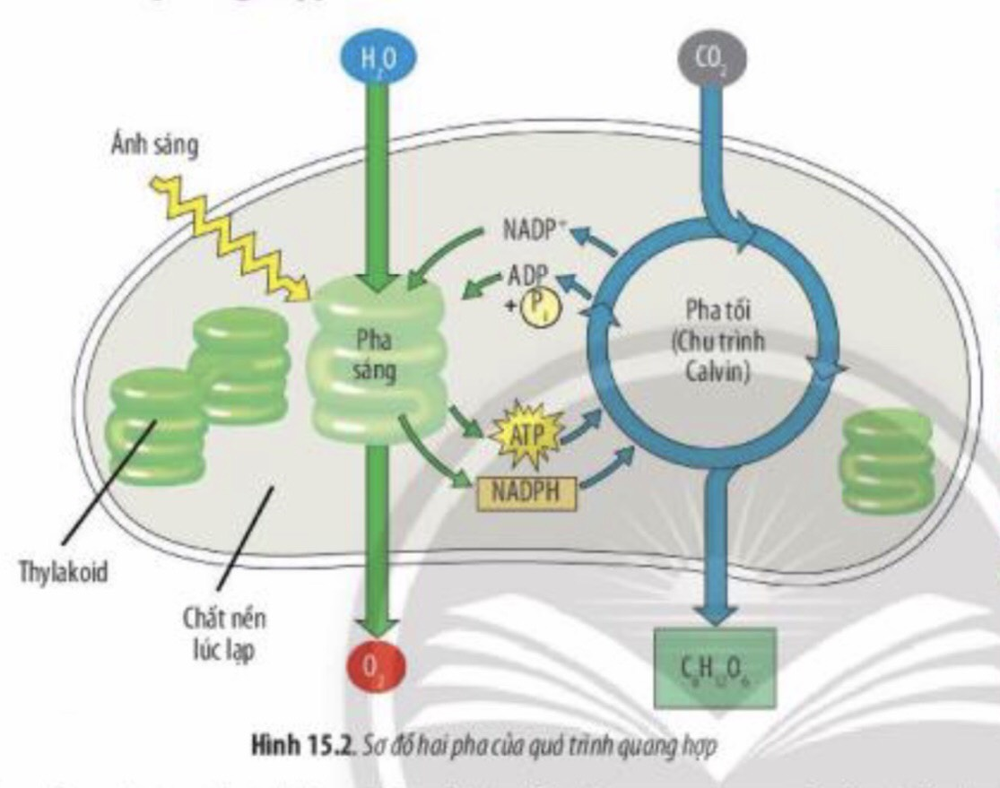 H₂O
CO₂
Ánh sáng
NADP⁺
ADP
+ Pᵢ
Pha
sáng
Pha tối
(Chu trình
Calvin)
ATP
NADPH
Thylakoid
Chất nền
lúc lạp
O₂
C₆H₁₂O₆
Hình 15.2. Sơ đồ hai pha của quá trình quang hợp